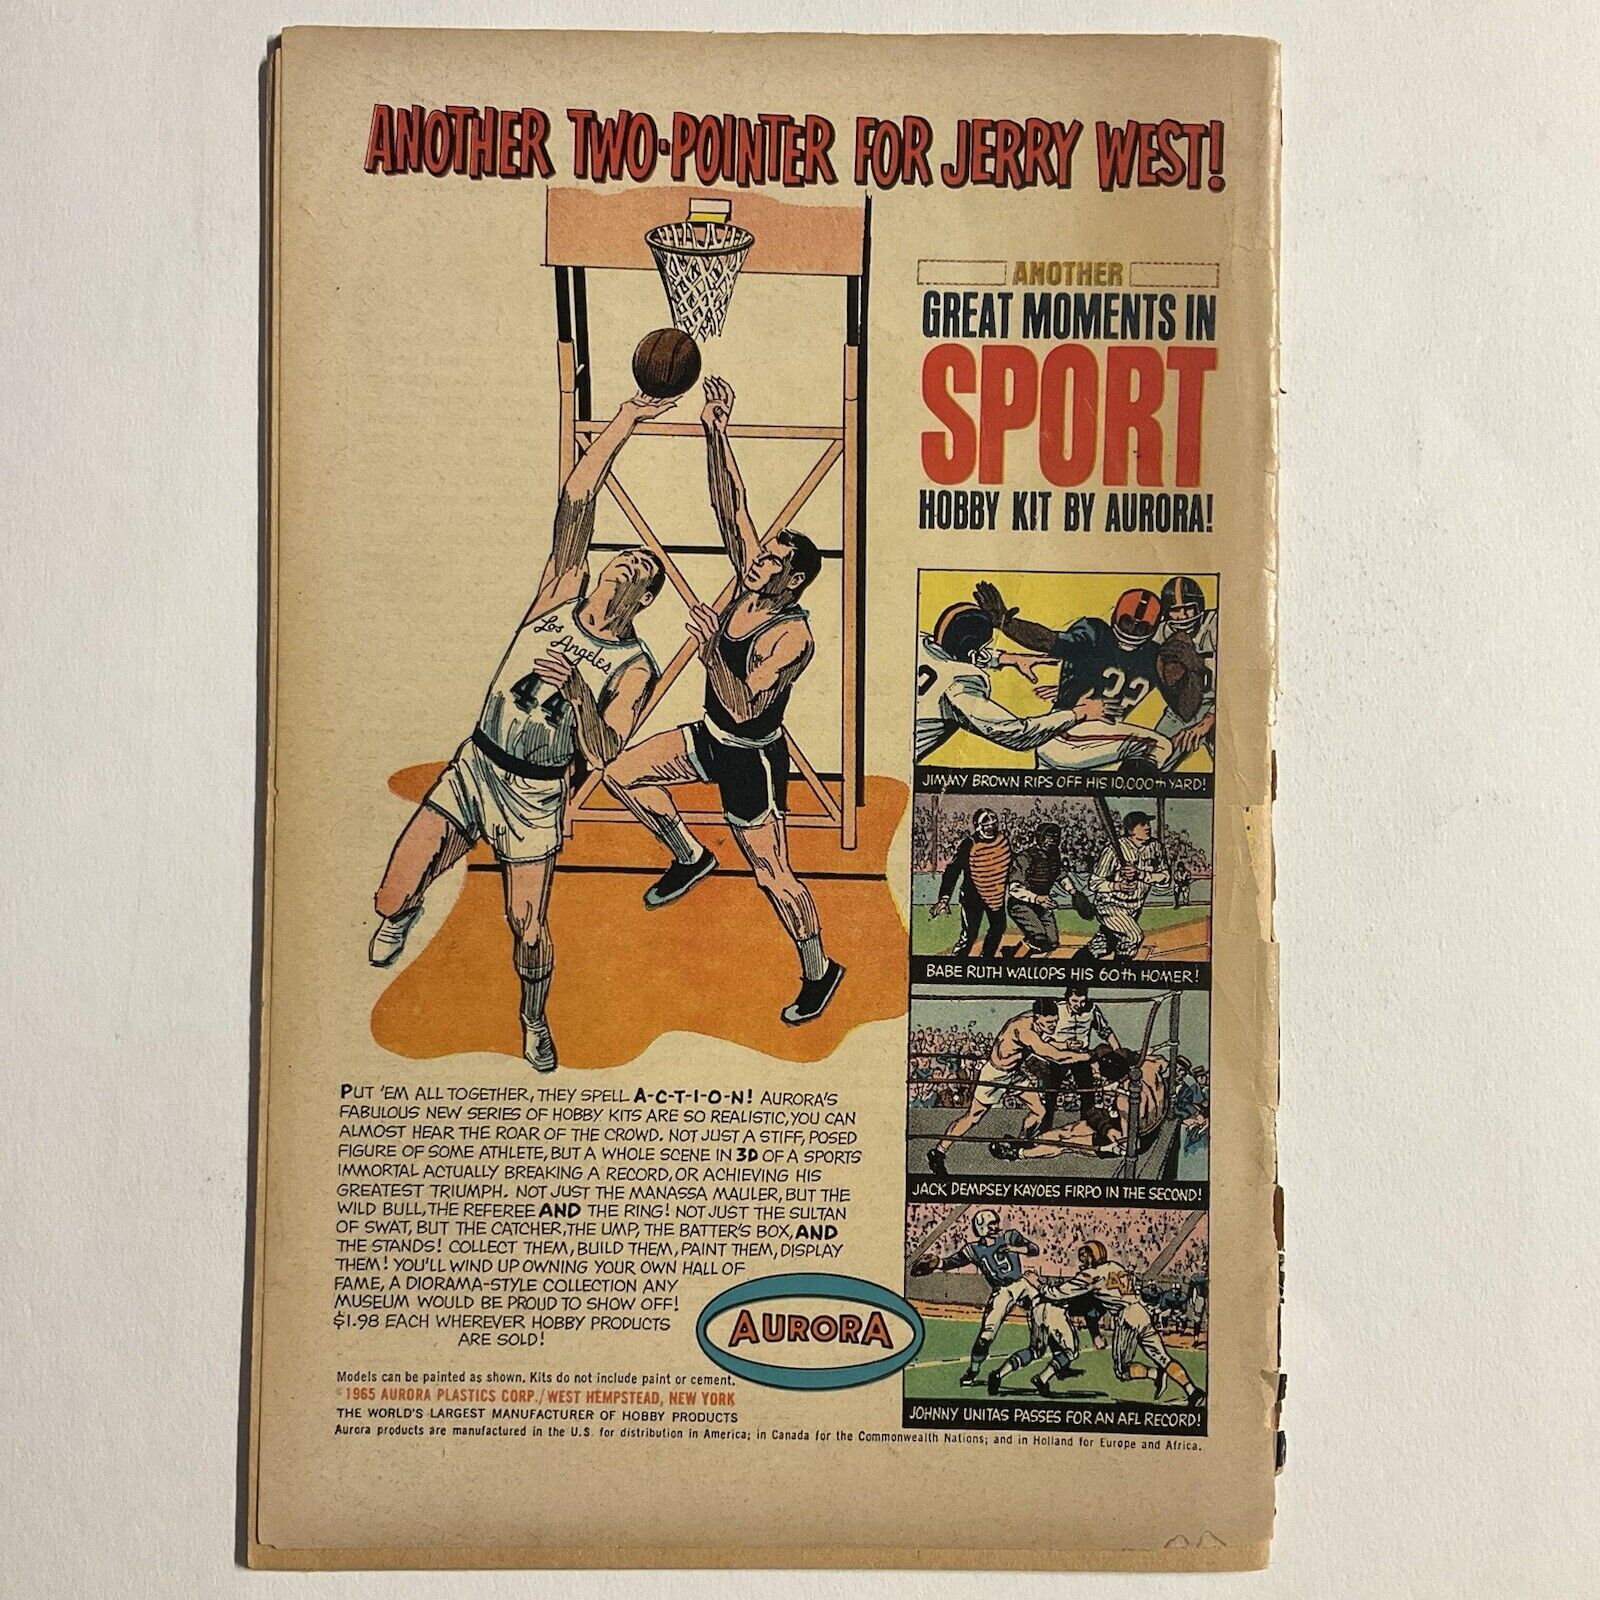 ANOTHER TWO-POINTER FOR JERRY WEST!
ANOTHER
GREAT MOMENTS IN
SPORT
HOBBY KIT BY AURORA!
Los
Angeles
44
32
JIMMY BROWN RIPS OFF HIS 10,000th YARD!
BABE RUTH WALLOPS HIS 60th HOMER!
JACK DEMPSEY KAYOES FIRPO IN THE SECOND!
19
JOHNNY UNITAS PASSES FOR AN AFL RECORD!
PUT 'EM ALL TOGETHER, THEY SPELL A-C-T-I-O-N! AURORA'S
FABULOUS NEW SERIES OF HOBBY KITS ARE SO REALISTIC, YOU CAN
ALMOST HEAR THE ROAR OF THE CROWD. NOT JUST A STIFF, POSED
FIGURE OF SOME ATHLETE, BUT A WHOLE SCENE IN 3D OF A SPORTS
IMMORTAL ACTUALLY BREAKING A RECORD, OR ACHIEVING HIS
GREATEST TRIUMPH. NOT JUST THE MANASSA MAULER, BUT THE
WILD BULL, THE REFEREE AND THE RING! NOT JUST THE SULTAN
OF SWAT, BUT THE CATCHER, THE UMP, THE BATTER'S BOX, AND
THE STANDS! COLLECT THEM, BUILD THEM, PAINT THEM, DISPLAY
THEM! YOU'LL WIND UP OWNING YOUR OWN HALL OF
FAME, A DIORAMA-STYLE COLLECTION ANY
MUSEUM WOULD BE PROUD TO SHOW OFF!
$1.98 EACH WHEREVER HOBBY PRODUCTS
ARE SOLD!
AURORA
Models can be painted as shown. Kits do not include paint or cement.
©1965 AURORA PLASTICS CORP./WEST HEMPSTEAD, NEW YORK
THE WORLD'S LARGEST MANUFACTURER OF HOBBY PRODUCTS
Aurora products are manufactured in the U.S. for distribution in America; in Canada for the Commonwealth Nations; and in Holland for Europe and Africa.